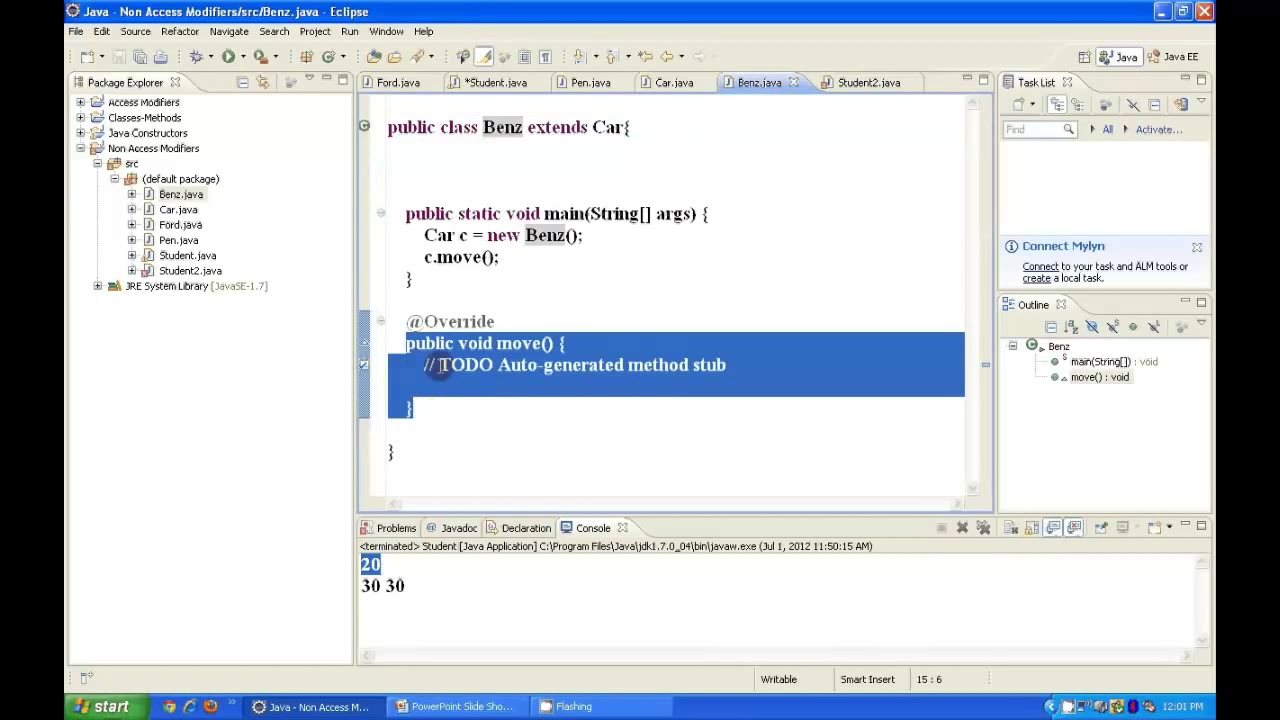 Java - Non Access Modifiers/src/Benz.java - Eclipse
File Edit Source Refactor Navigate Search Project Run Window Help
Java Java EE
Package Explorer
Ford.java *Student.java Pen.java Car.java Benz.java Student2.java
Task List
Access Modifiers
Classes-Methods
Java Constructors
Non Access Modifiers
src
(default package)
Benz.java
Car.java
Ford.java
Pen.java
Student.java
Student2.java
JRE System Library [JavaSE-1.7]
public class Benz extends Car{
public static void main(String[] args) {
Car c = new Benz();
c.move();
}
@Override
public void move() {
// TODO Auto-generated method stub
}
}
Find All Activate...
Connect Mylyn
Connect to your task and ALM tools or
create a local task.
Outline
Benz
main(String[]) : void
move() : void
Problems @ Javadoc Declaration Console
<terminated> Student [Java Application] C:\Program Files\Java\jdk1.7.0_04\bin\javaw.exe (Jul 1, 2012 11:50:15 AM)
20
30 30
Writable Smart Insert 15 : 6
start Java - Non Access M... PowerPoint Slide Sho... Flashing 12:01 PM